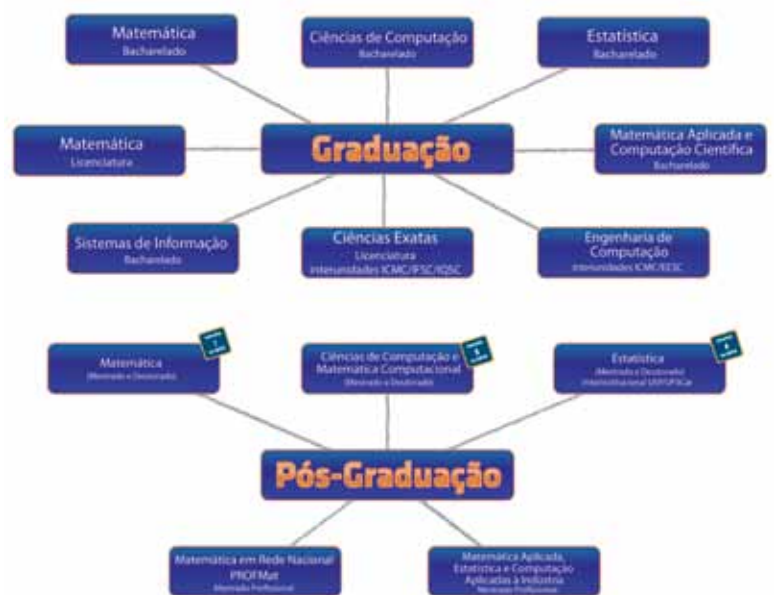 Matemática
Bacharelado
Ciências de Computação
Bacharelado
Estatística
Bacharelado
Matemática
Licenciatura
Graduação
Matemática Aplicada e
Computação Científica
Bacharelado
Sistemas de Informação
Bacharelado
Ciências Exatas
Licenciatura
interunidades ICMC/IFSC/IQSC
Engenharia de
Computação
interunidades ICMC/EESC
Matemática
(Mestrado e Doutorado)
Ciências de Computação e
Matemática Computacional
(Mestrado e Doutorado)
Estatística
(Mestrado e Doutorado)
Interinstitucional USP/UFSCar
Pós-Graduação
Matemática em Rede Nacional
PROFMat
Mestrado Profissional
Matemática Aplicada,
Estatística e Computação
Aplicadas à Indústria
Mestrado Profissional